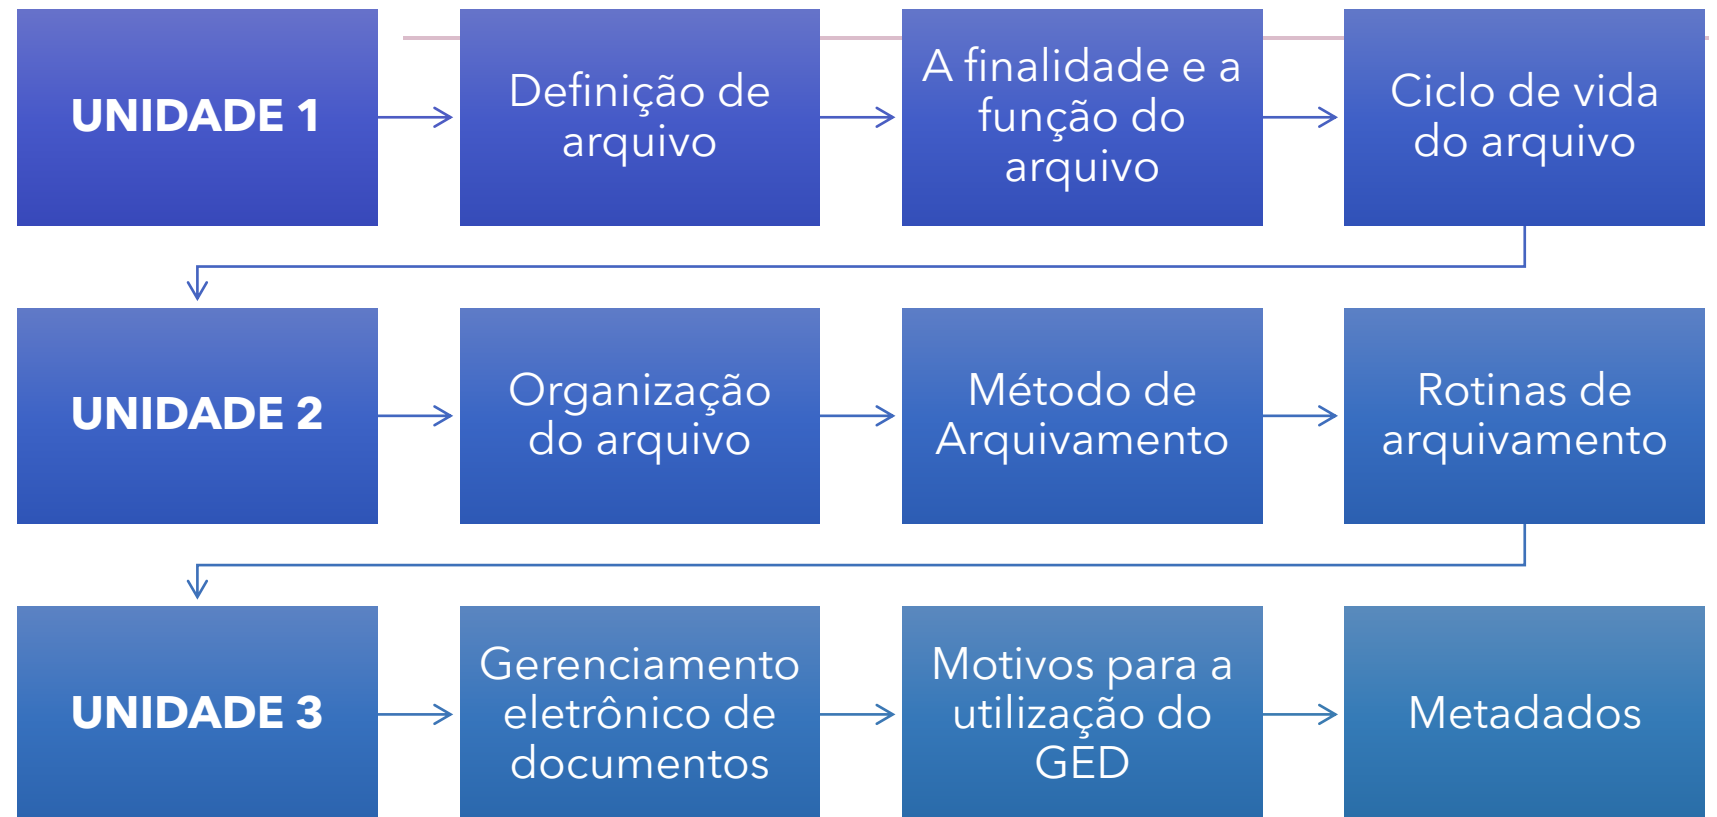 UNIDADE 1
Definição de
arquivo
A finalidade e a
função do
arquivo
Ciclo de vida
do arquivo
UNIDADE 2
Organização
do arquivo
Método de
Arquivamento
Rotinas de
arquivamento
UNIDADE 3
Gerenciamento
eletrônico de
documentos
Motivos para a
utilização do
GED
Metadados